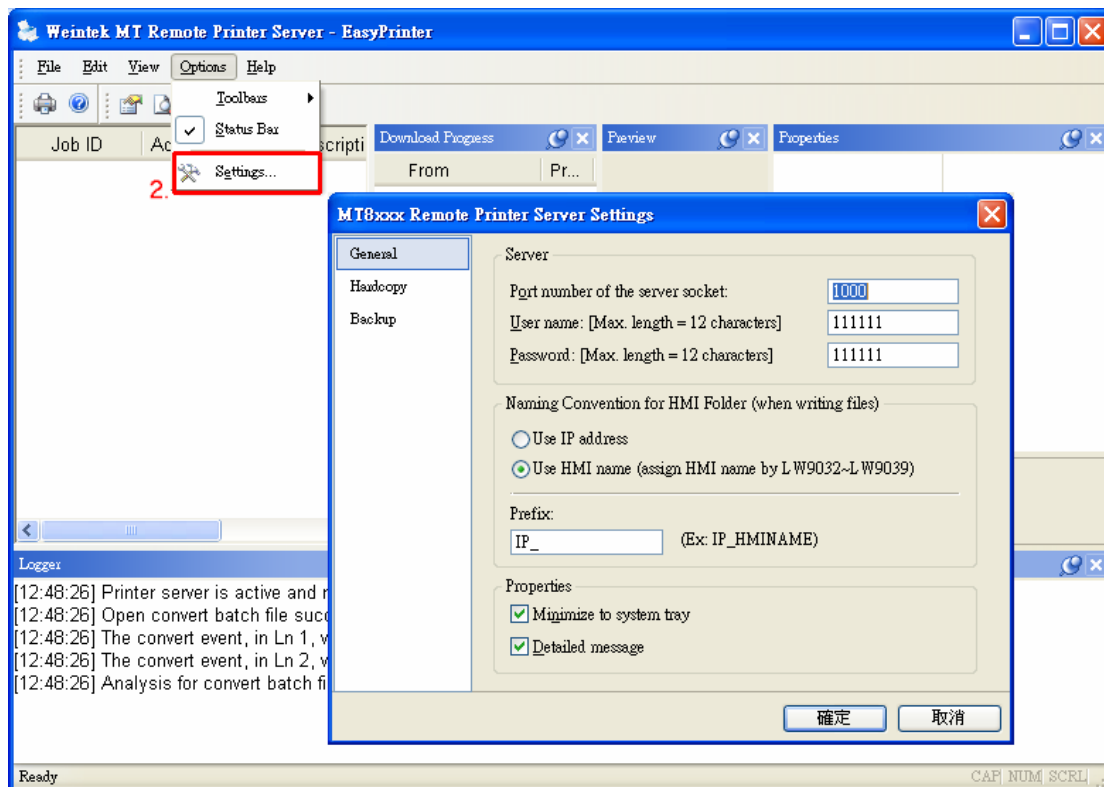 Weintek MT Remote Printer Server - EasyPrinter
File Edit View Options Help
Toolbars
Status Bar
Settings...
2.
Job ID
Download Progress
Preview
Properties
From
Pr...
MT8xxx Remote Printer Server Settings
General
Hardcopy
Backup
Server
Port number of the server socket: 1000
User name: [Max. length = 12 characters] 111111
Password: [Max. length = 12 characters] 111111
Naming Convention for HMI Folder (when writing files)
Use IP address
Use HMI name (assign HMI name by LW9032~LW9039)
Prefix:
IP_ (Ex: IP_HMINAME)
Properties
Minimize to system tray
Detailed message
確定 取消
Logger
[12:48:26] Printer server is active and r
[12:48:26] Open convert batch file succ
[12:48:26] The convert event, in Ln 1, v
[12:48:26] The convert event, in Ln 2, v
[12:48:26] Analysis for convert batch fi
Ready
CAP NUM SCRL